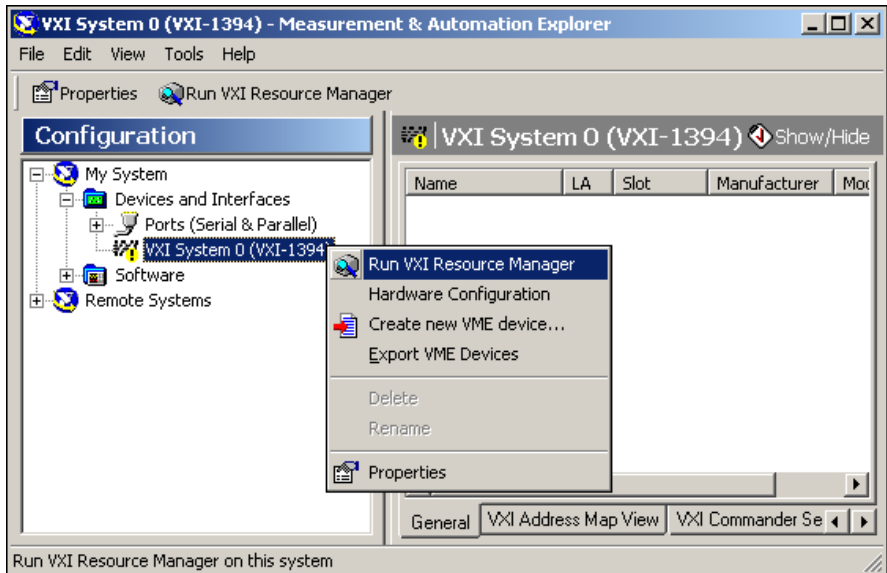 VXI System 0 (VXI-1394) - Measurement & Automation Explorer
File Edit View Tools Help
Properties Run VXI Resource Manager
Configuration
VXI System 0 (VXI-1394) Show/Hide
My System
Devices and Interfaces
Ports (Serial & Parallel)
VXI System 0 (VXI-1394)
Software
Remote Systems
Name LA Slot Manufacturer Mod
Run VXI Resource Manager
Hardware Configuration
Create new VME device...
Export VME Devices
Delete
Rename
Properties
General VXI Address Map View VXI Commander Se
Run VXI Resource Manager on this system